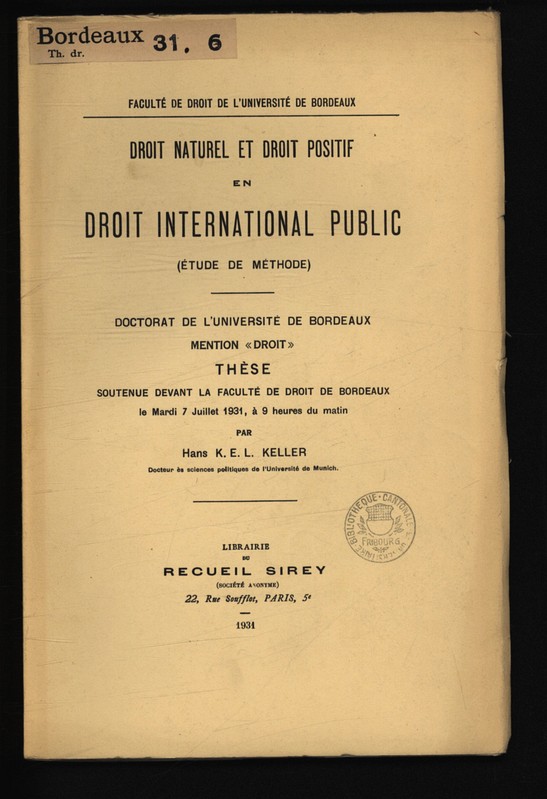 Bordeaux 31. 6
Th. dr.
FACULTÉ DE DROIT DE L'UNIVERSITÉ DE BORDEAUX
DROIT NATUREL ET DROIT POSITIF
EN
DROIT INTERNATIONAL PUBLIC
(ÉTUDE DE MÉTHODE)
DOCTORAT DE L'UNIVERSITÉ DE BORDEAUX
MENTION «DROIT»
THÈSE
SOUTENUE DEVANT LA FACULTÉ DE DROIT DE BORDEAUX
le Mardi 7 Juillet 1931, à 9 heures du matin
PAR
Hans K. E. L. KELLER
Docteur ès sciences politiques de l'Université de Munich.
BIBLIOTHÈQUE·CANTONALE
FRIBOURG
LIBRAIRIE
DU
RECUEIL SIREY
(SOCIÉTÉ ANONYME)
22, Rue Soufflot, PARIS, 5e
1931